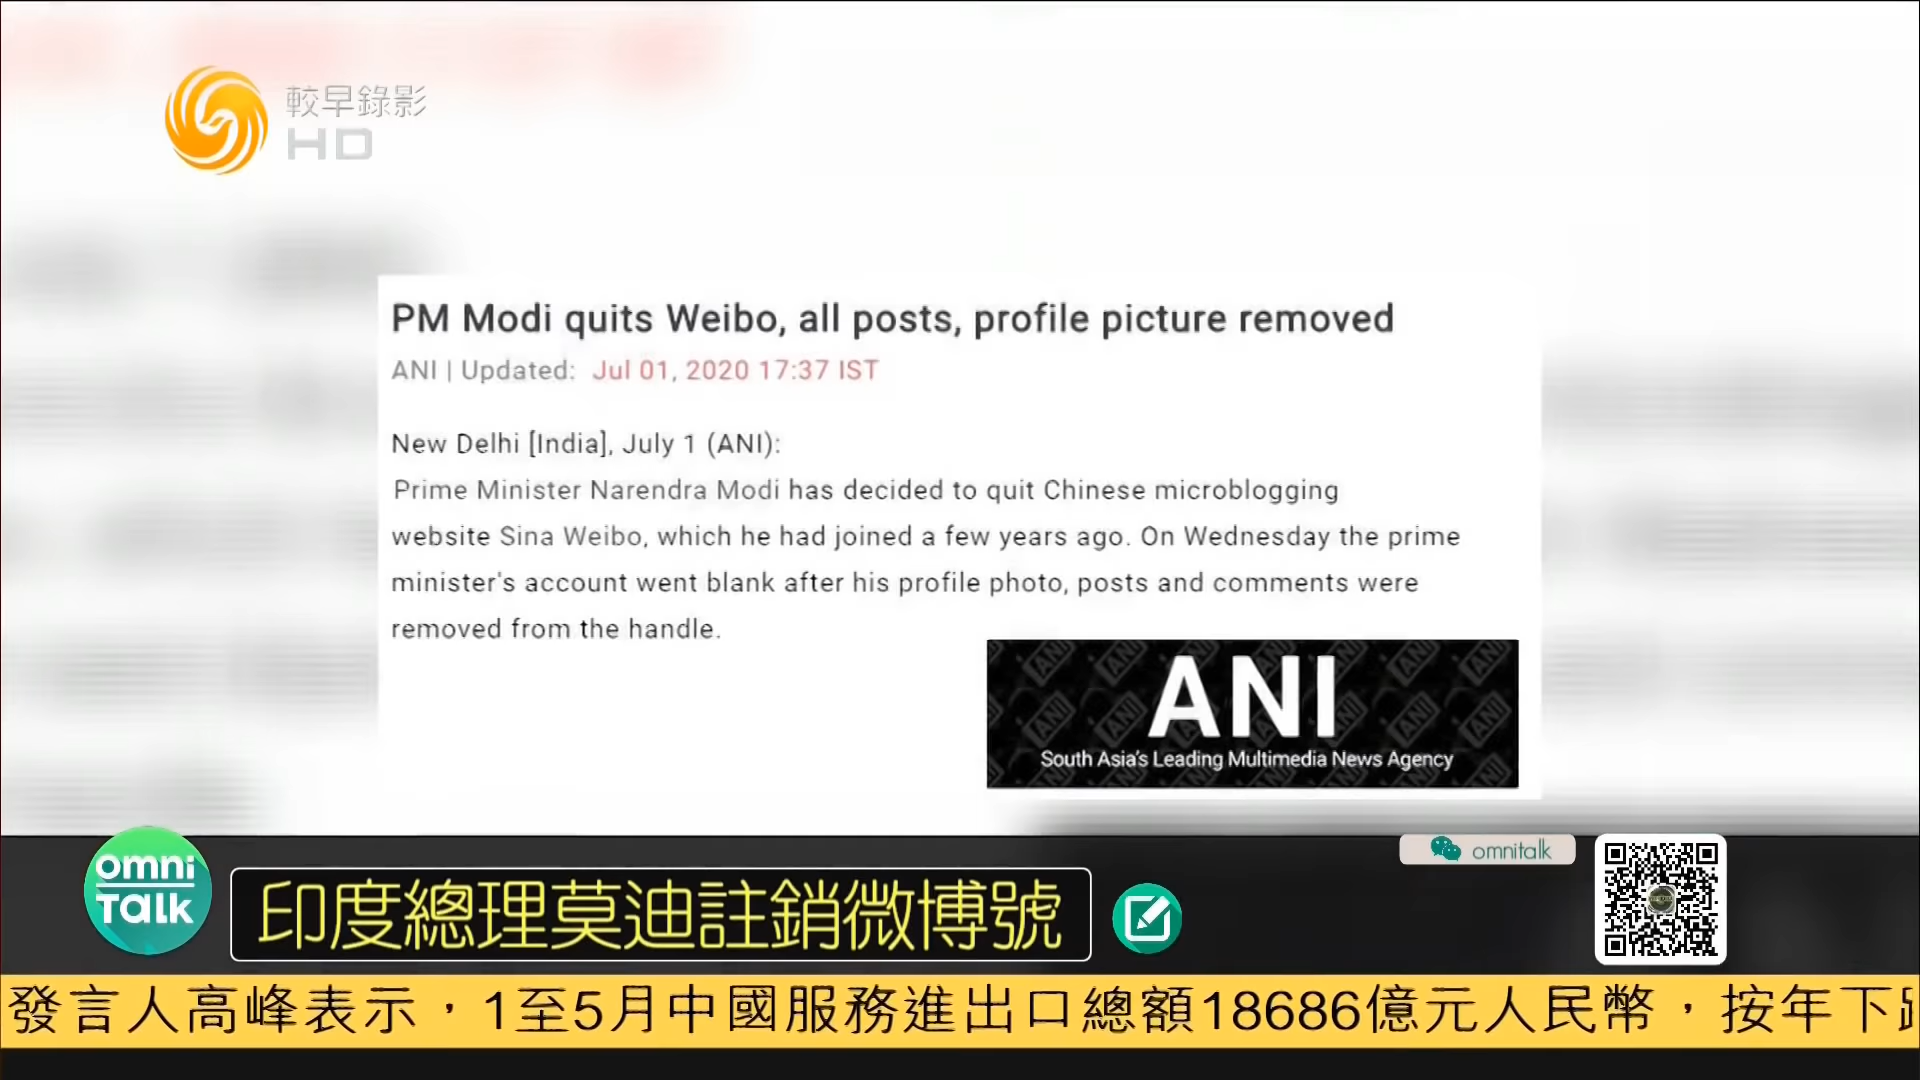 較早錄影
HD
PM Modi quits Weibo, all posts, profile picture removed
ANI | Updated: Jul 01, 2020 17:37 IST
New Delhi [India], July 1 (ANI):
Prime Minister Narendra Modi has decided to quit Chinese microblogging
website Sina Weibo, which he had joined a few years ago. On Wednesday the prime
minister's account went blank after his profile photo, posts and comments were
removed from the handle.
ANI
South Asia's Leading Multimedia News Agency
omnitalk
omni
Talk
印度總理莫迪註銷微博號
發言人高峰表示，1至5月中國服務進出口總額18686億元人民幣，按年下